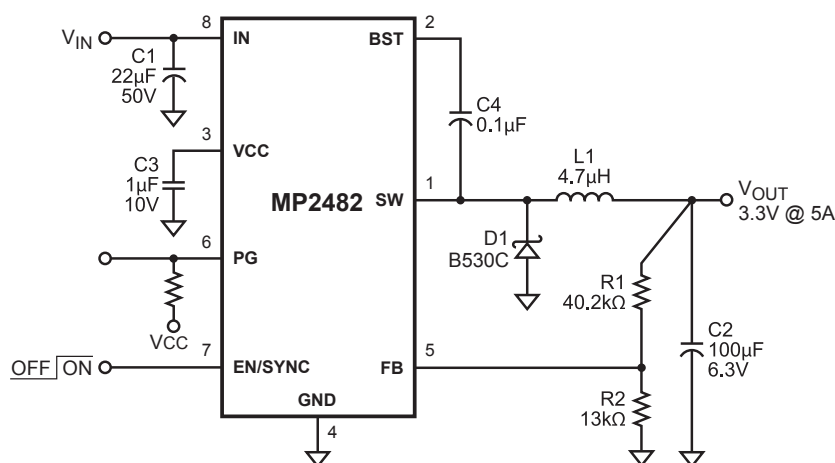 8
2
V_IN
IN
BST
C1
22µF
50V
C4
0.1µF
3
VCC
C3
1µF
10V
MP2482
SW
1
L1
4.7µH
V_OUT
3.3V @ 5A
D1
B530C
6
PG
VCC
R1
40.2kΩ
C2
100µF
6.3V
7
OFF ON
EN/SYNC
FB
5
GND
4
R2
13kΩ